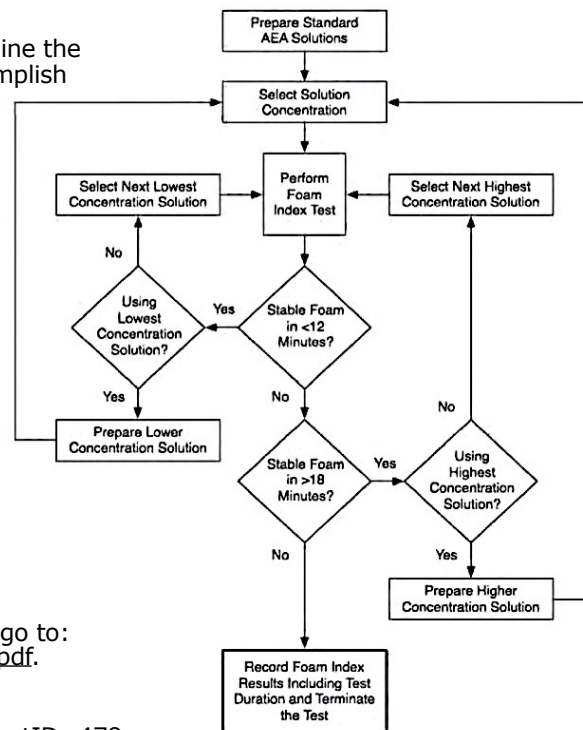 ine the
mplish
Prepare Standard
AEA Solutions
Select Solution
Concentration
Select Next Lowest
Concentration Solution
Perform
Foam
Index Test
Select Next Highest
Concentration Solution
No
Using
Lowest
Concentration
Solution?
Yes
Stable Foam
in <12
Minutes?
Yes
No
No
Prepare Lower
Concentration Solution
Stable Foam
in >18
Minutes?
Yes
Using
Highest
Concentration
Solution?
No
Yes
Prepare Higher
Concentration Solution
go to:
pdf.
Record Foam Index
Results Including Test
Duration and Terminate
the Test